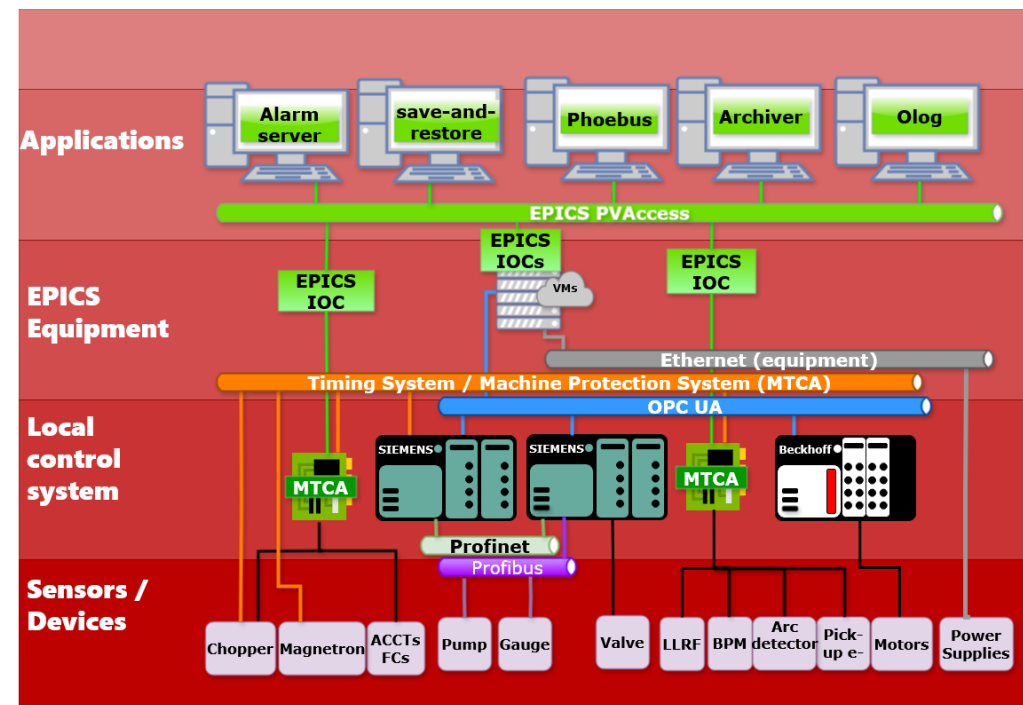 Applications
Alarm
server
save-and-
restore
Phoebus
Archiver
Olog
EPICS PVAccess
EPICS
Equipment
EPICS
IOC
EPICS
IOCs
VMs
EPICS
IOC
Ethernet (equipment)
Timing System / Machine Protection System (MTCA)
OPC UA
Local
control
system
MTCA
SIEMENS
SIEMENS
MTCA
Beckhoff
Profinet
Profibus
Sensors /
Devices
Chopper
Magnetron
ACCTs
FCs
Pump
Gauge
Valve
LLRF
BPM
Arc
detector
Pick-
up e-
Motors
Power
Supplies